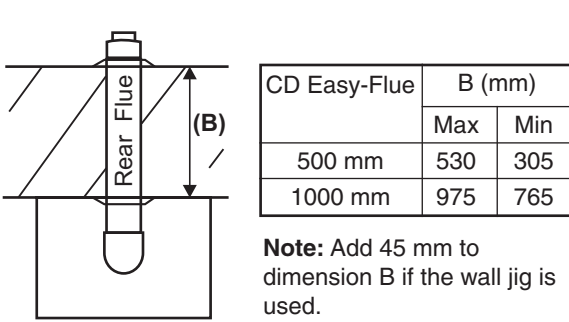 Rear Flue
(B)
CD Easy-Flue B (mm)
Max Min
500 mm 530 305
1000 mm 975 765
Note: Add 45 mm to
dimension B if the wall jig is
used.